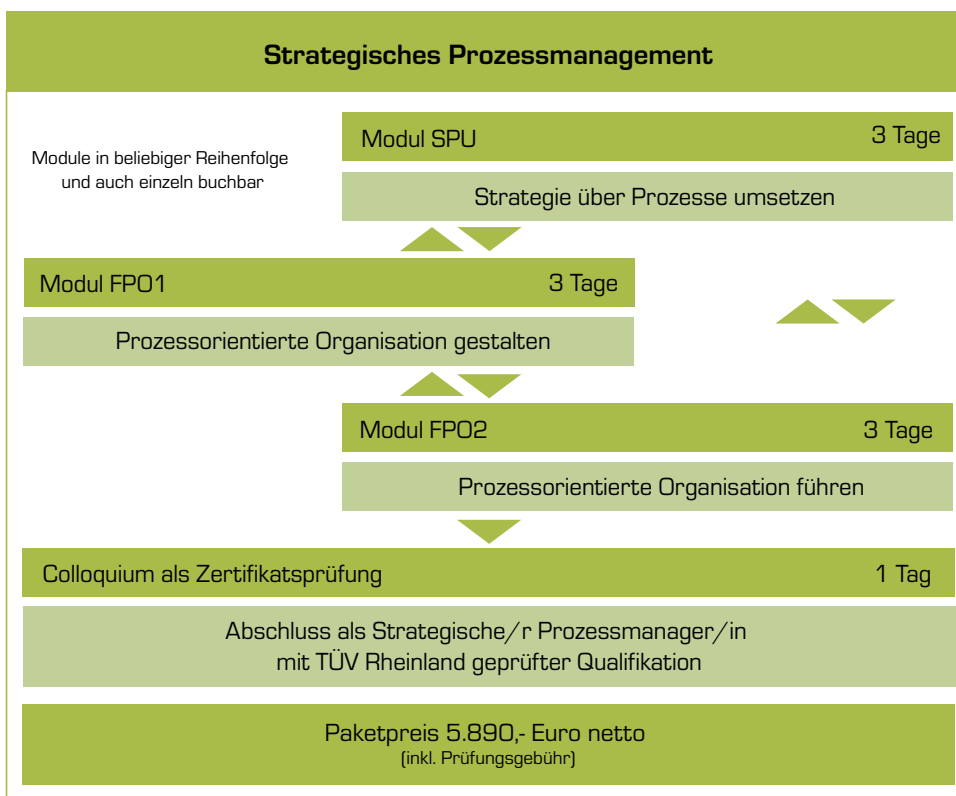 Strategisches Prozessmanagement
Module in beliebiger Reihenfolge
und auch einzeln buchbar
Modul SPU 3 Tage
Strategie über Prozesse umsetzen
Modul FPO1 3 Tage
Prozessorientierte Organisation gestalten
Modul FPO2 3 Tage
Prozessorientierte Organisation führen
Colloquium als Zertifikatsprüfung 1 Tag
Abschluss als Strategische/r Prozessmanager/in
mit TÜV Rheinland geprüfter Qualifikation
Paketpreis 5.890,- Euro netto
(inkl. Prüfungsgebühr)